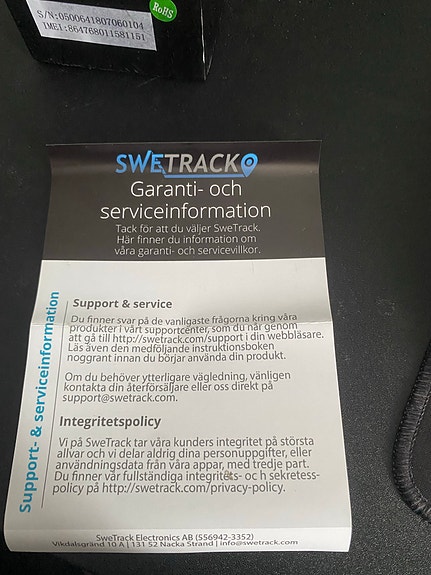 RoHS
S/N:0500641807060104
IMEI:864768011581151
SWETRACK
Garanti- och
serviceinformation
Tack för att du väljer SweTrack.
Här finner du information om
våra garanti- och servicevillkor.
Support- & serviceinformation
Support & service
Du finner svar på de vanligaste frågorna kring våra
produkter i vårt supportcenter, som du når genom
att gå till http://swetrack.com/support i din webbläsare.
Läs även den medföljande instruktionsboken
noggrant innan du börjar använda din produkt.
Om du behöver ytterligare vägledning, vänligen
kontakta din återförsäljare eller oss direkt på
support@swetrack.com.
Integritetspolicy
Vi på SweTrack tar våra kunders integritet på största
allvar och vi delar aldrig dina personuppgifter, eller
användningsdata från våra appar, med tredje part.
Du finner vår fullständiga integritets- och sekretess-
policy på http://swetrack.com/privacy-policy.
SweTrack Electronics AB (556942-3352)
Vikdalsgränd 10 A | 131 52 Nacka Strand | info@swetrack.com